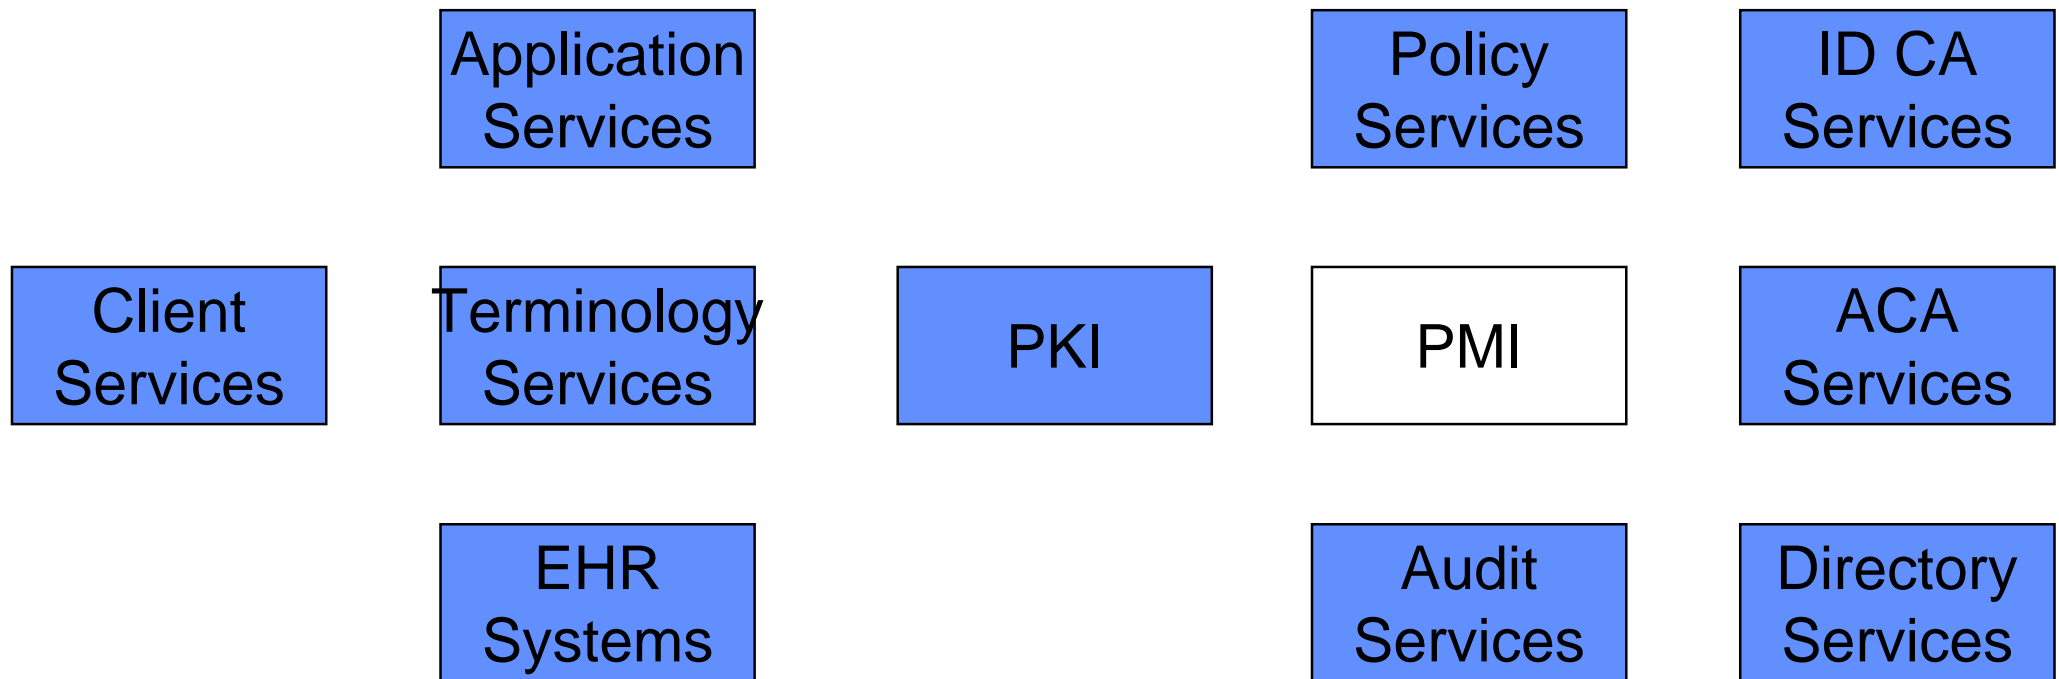 Application
Services
Policy
Services
ID CA
Services
Client
Services
Terminology
Services
PKI
PMI
ACA
Services
EHR
Systems
Audit
Services
Directory
Services